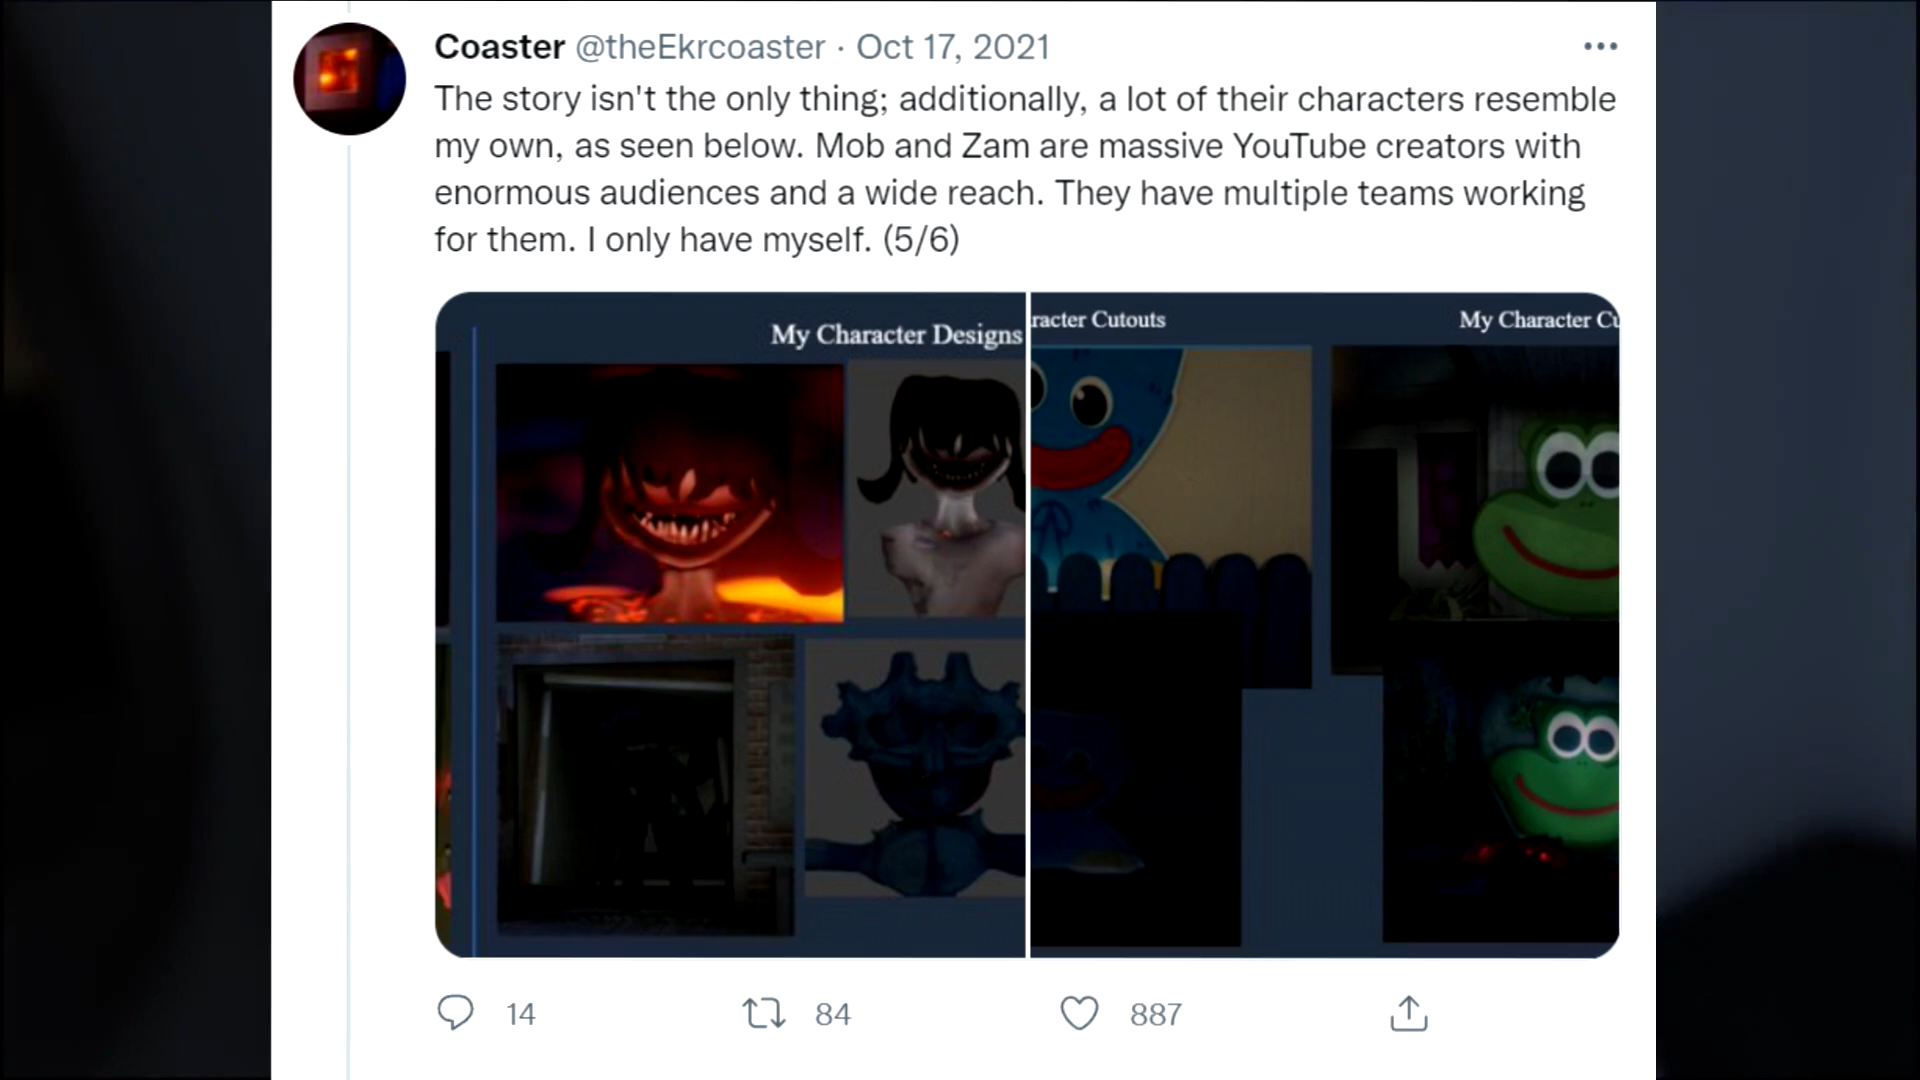 Coaster @theEkrcoaster · Oct 17, 2021
The story isn't the only thing; additionally, a lot of their characters resemble
my own, as seen below. Mob and Zam are massive YouTube creators with
enormous audiences and a wide reach. They have multiple teams working
for them. I only have myself. (5/6)
My Character Designs
racter Cutouts
My Character Cu
14
84
887